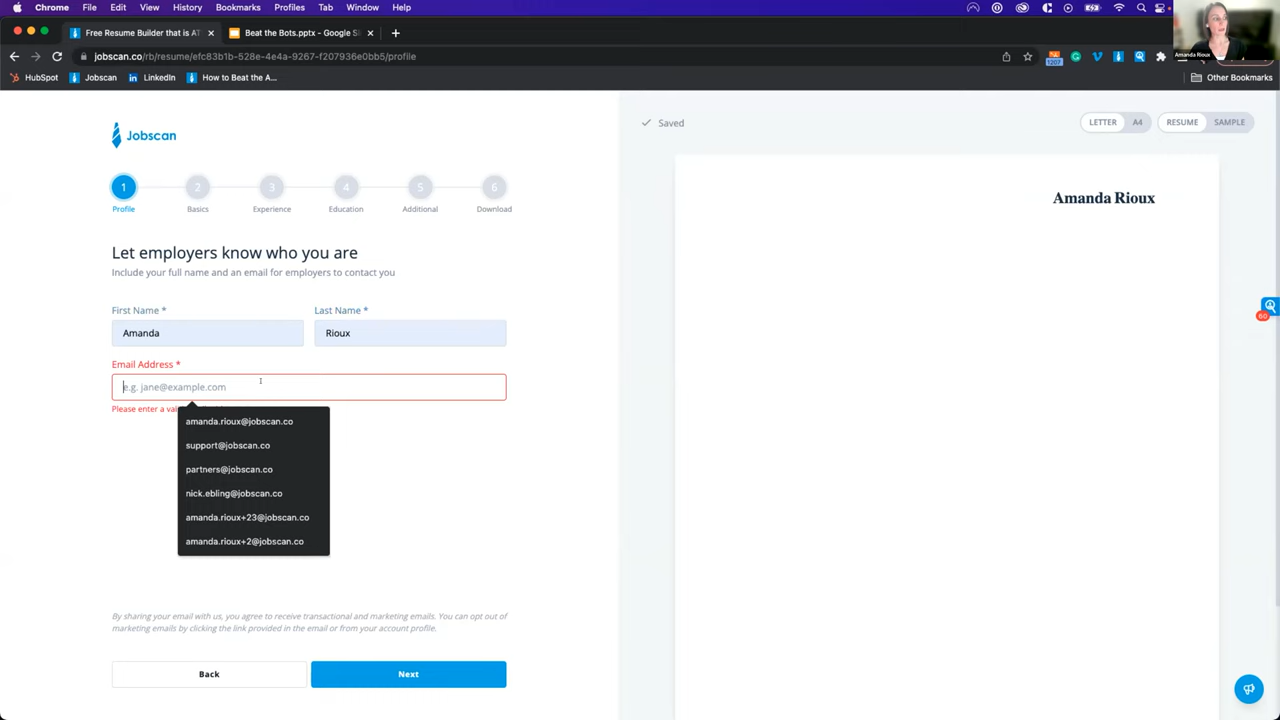 Chrome File Edit View History Bookmarks Profiles Tab Window Help
Free Resume Builder that is AT
Beat the Bots.pptx - Google Sl
jobscan.co/rb/resume/efc83b1b-528e-4e4a-9267-f207936e0bb5/profile
1207
HubSpot Jobscan LinkedIn How to Beat the A... Other Bookmarks
Amanda Rioux
Jobscan
1 2 3 4 5 6
Profile Basics Experience Education Additional Download
Let employers know who you are
Include your full name and an email for employers to contact you
First Name * Last Name *
Amanda Rioux
Email Address *
e.g. jane@example.com
Please enter a va
amanda.rioux@jobscan.co
support@jobscan.co
partners@jobscan.co
nick.ebling@jobscan.co
amanda.rioux+23@jobscan.co
amanda.rioux+2@jobscan.co
By sharing your email with us, you agree to receive transactional and marketing emails. You can opt out of
marketing emails by clicking the link provided in the email or from your account profile.
Back Next
Saved
LETTER A4 RESUME SAMPLE
Amanda Rioux
60